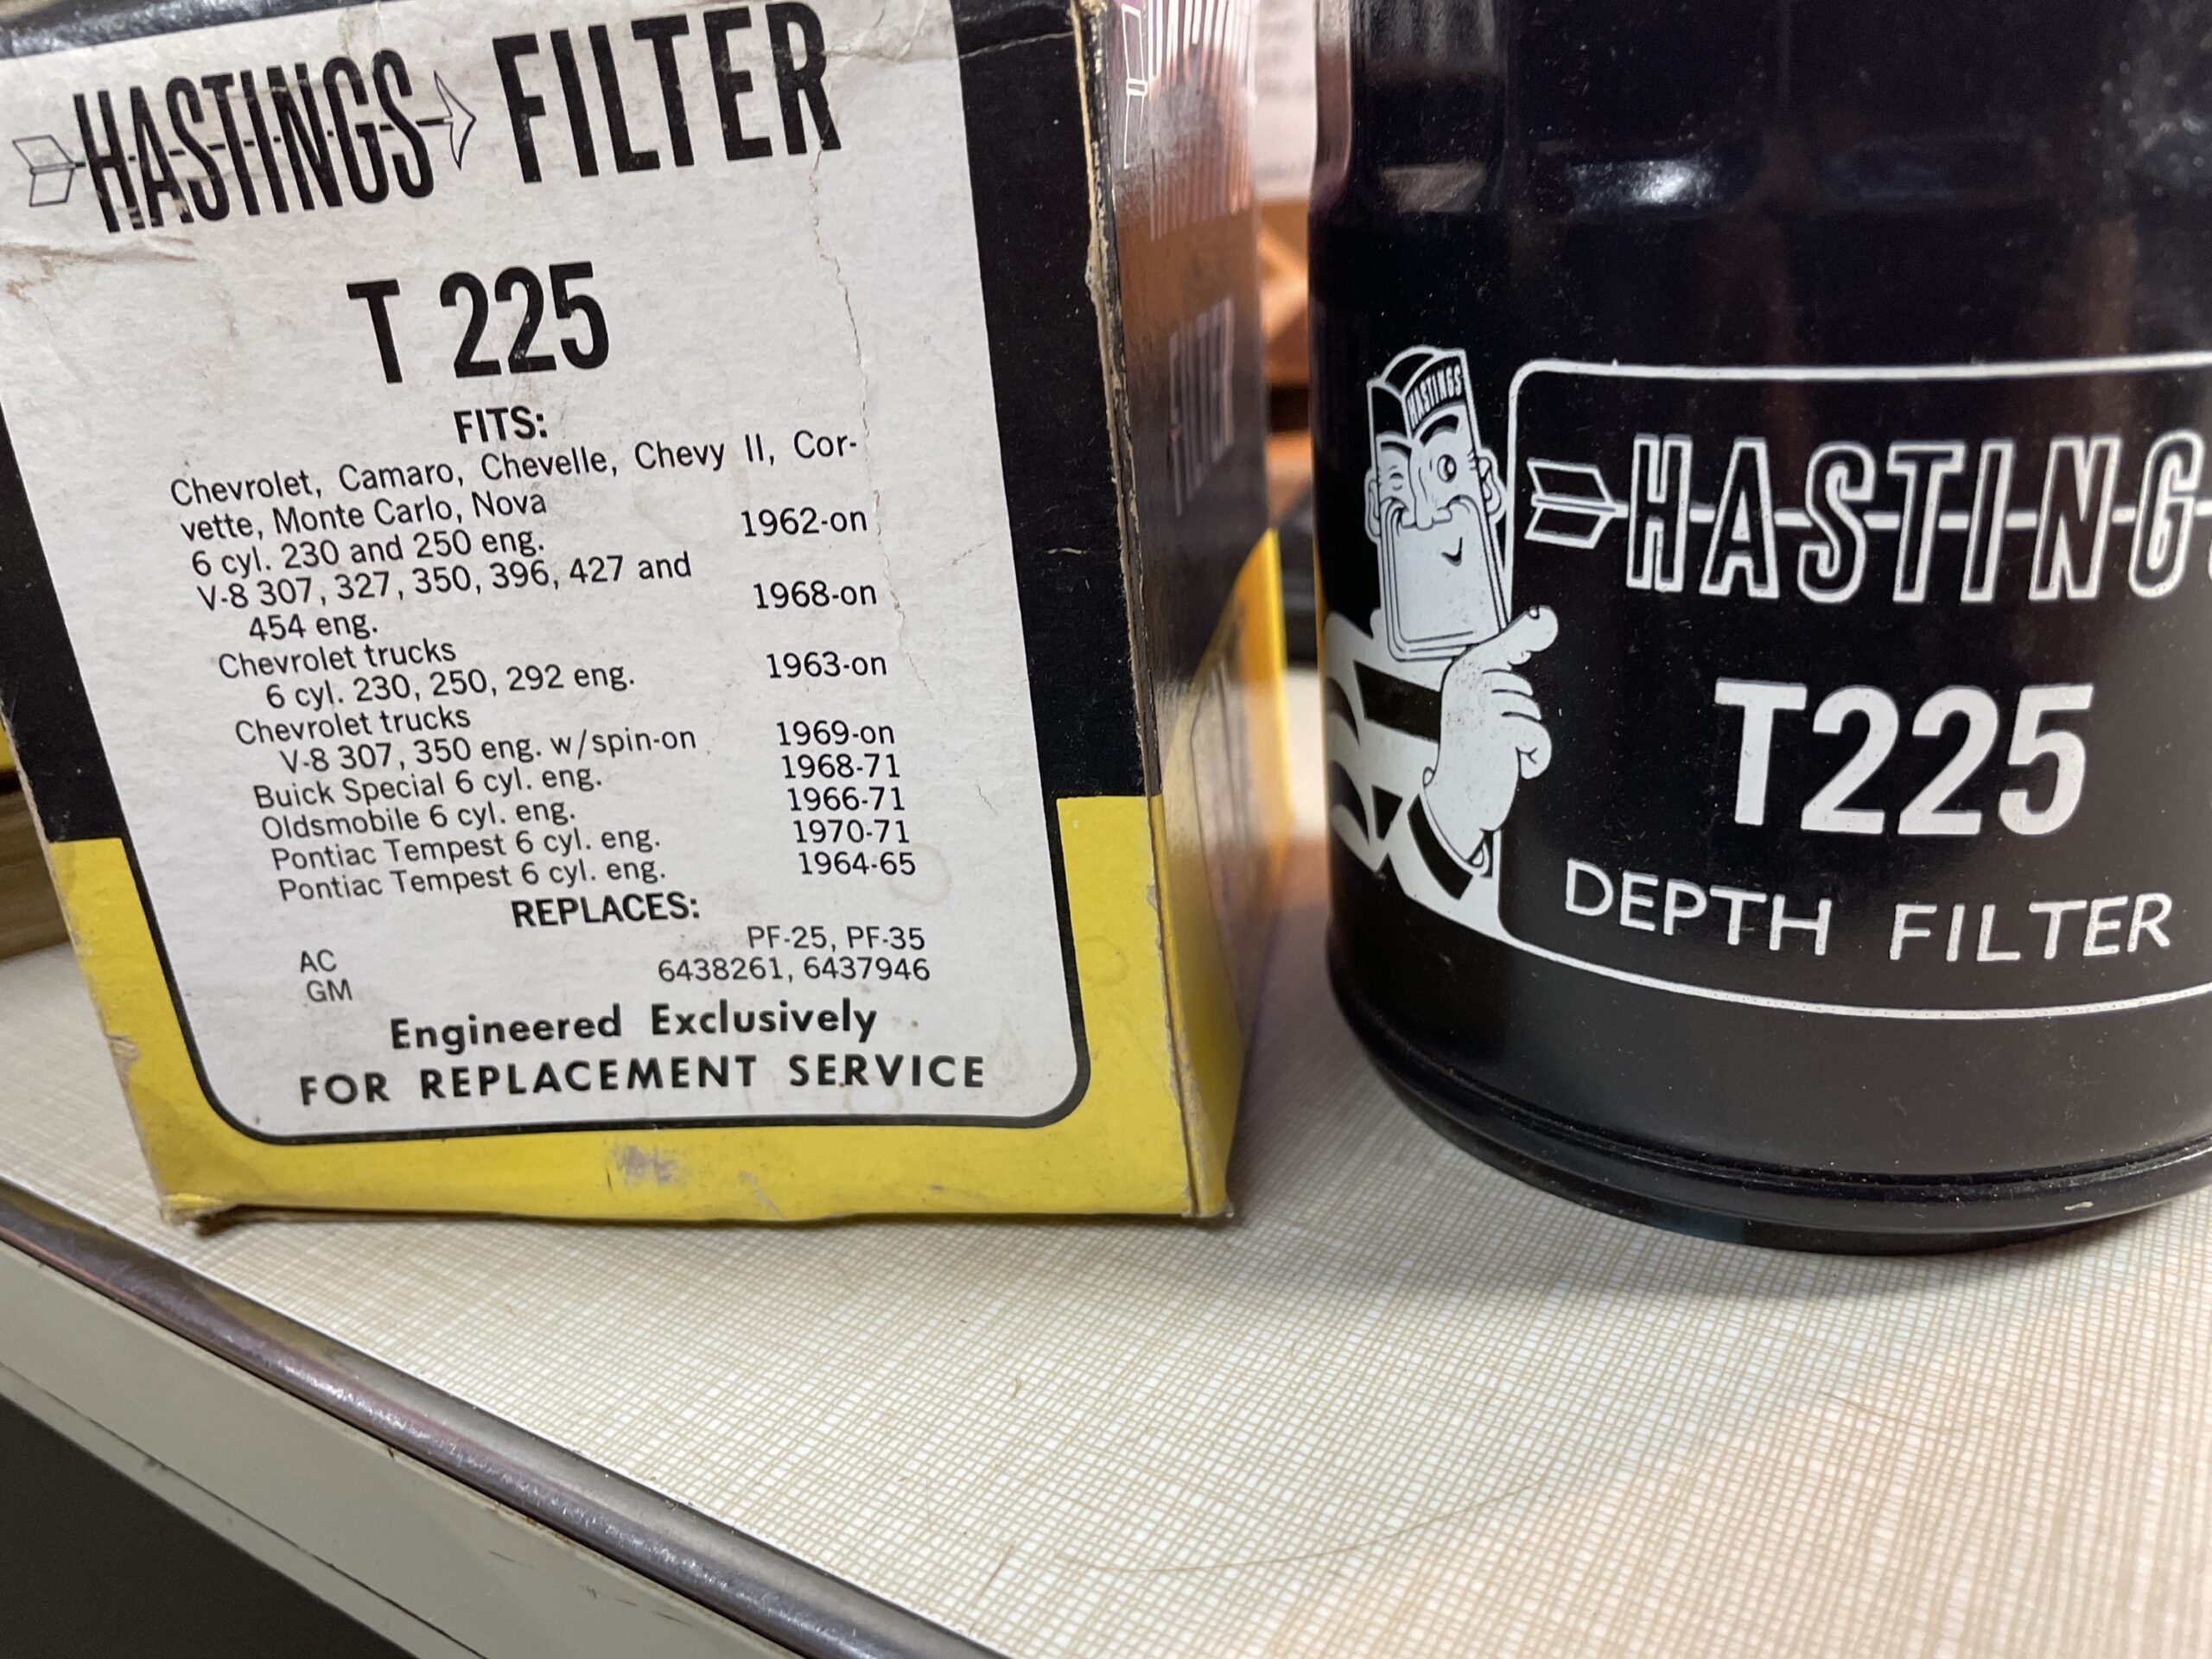 HASTINGS FILTER
T 225
FITS:
Chevrolet, Camaro, Chevelle, Chevy II, Cor-
vette, Monte Carlo, Nova
6 cyl. 230 and 250 eng. 1962-on
V-8 307, 327, 350, 396, 427 and
454 eng. 1968-on
Chevrolet trucks
6 cyl. 230, 250, 292 eng. 1963-on
Chevrolet trucks
V-8 307, 350 eng. w/spin-on 1969-on
Buick Special 6 cyl. eng. 1968-71
Oldsmobile 6 cyl. eng. 1966-71
Pontiac Tempest 6 cyl. eng. 1970-71
Pontiac Tempest 6 cyl. eng. 1964-65
REPLACES:
AC PF-25, PF-35
GM 6438261, 6437946
Engineered Exclusively
FOR REPLACEMENT SERVICE
HASTINGS
HASTINGS
T225
DEPTH FILTER